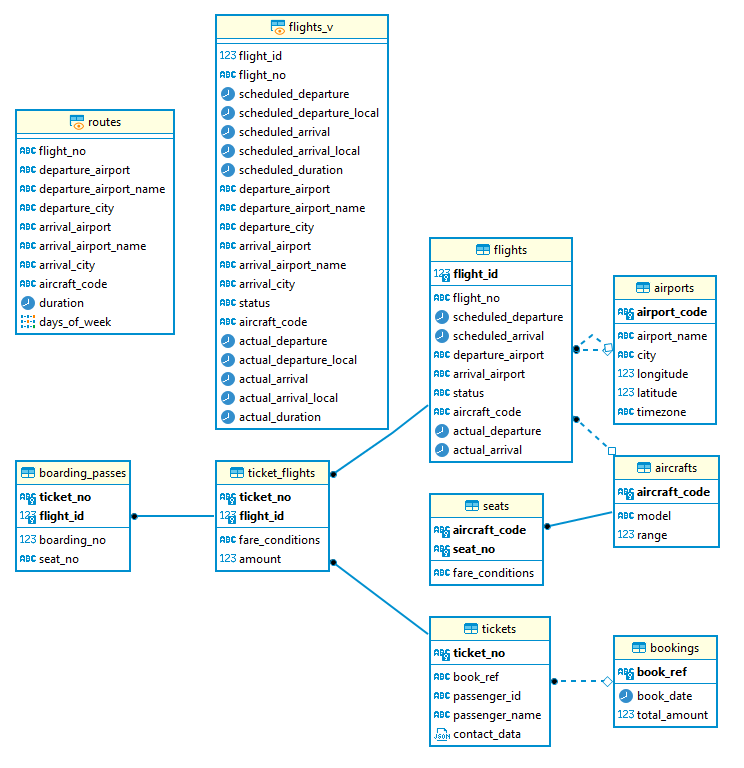 flights_v
123 flight_id
ABC flight_no
scheduled_departure
scheduled_departure_local
scheduled_arrival
scheduled_arrival_local
scheduled_duration
ABC departure_airport
ABC departure_airport_name
ABC departure_city
ABC arrival_airport
ABC arrival_airport_name
ABC arrival_city
ABC status
ABC aircraft_code
actual_departure
actual_departure_local
actual_arrival
actual_arrival_local
actual_duration
routes
ABC flight_no
ABC departure_airport
ABC departure_airport_name
ABC departure_city
ABC arrival_airport
ABC arrival_airport_name
ABC arrival_city
ABC aircraft_code
duration
days_of_week
flights
123 flight_id
ABC flight_no
scheduled_departure
scheduled_arrival
ABC departure_airport
ABC arrival_airport
ABC status
ABC aircraft_code
actual_departure
actual_arrival
airports
ABC airport_code
ABC airport_name
ABC city
123 longitude
123 latitude
ABC timezone
boarding_passes
ABC ticket_no
123 flight_id
123 boarding_no
ABC seat_no
ticket_flights
ABC ticket_no
123 flight_id
ABC fare_conditions
123 amount
aircrafts
ABC aircraft_code
ABC model
123 range
seats
ABC aircraft_code
ABC seat_no
ABC fare_conditions
tickets
ABC ticket_no
ABC book_ref
ABC passenger_id
ABC passenger_name
JSON contact_data
bookings
ABC book_ref
book_date
123 total_amount